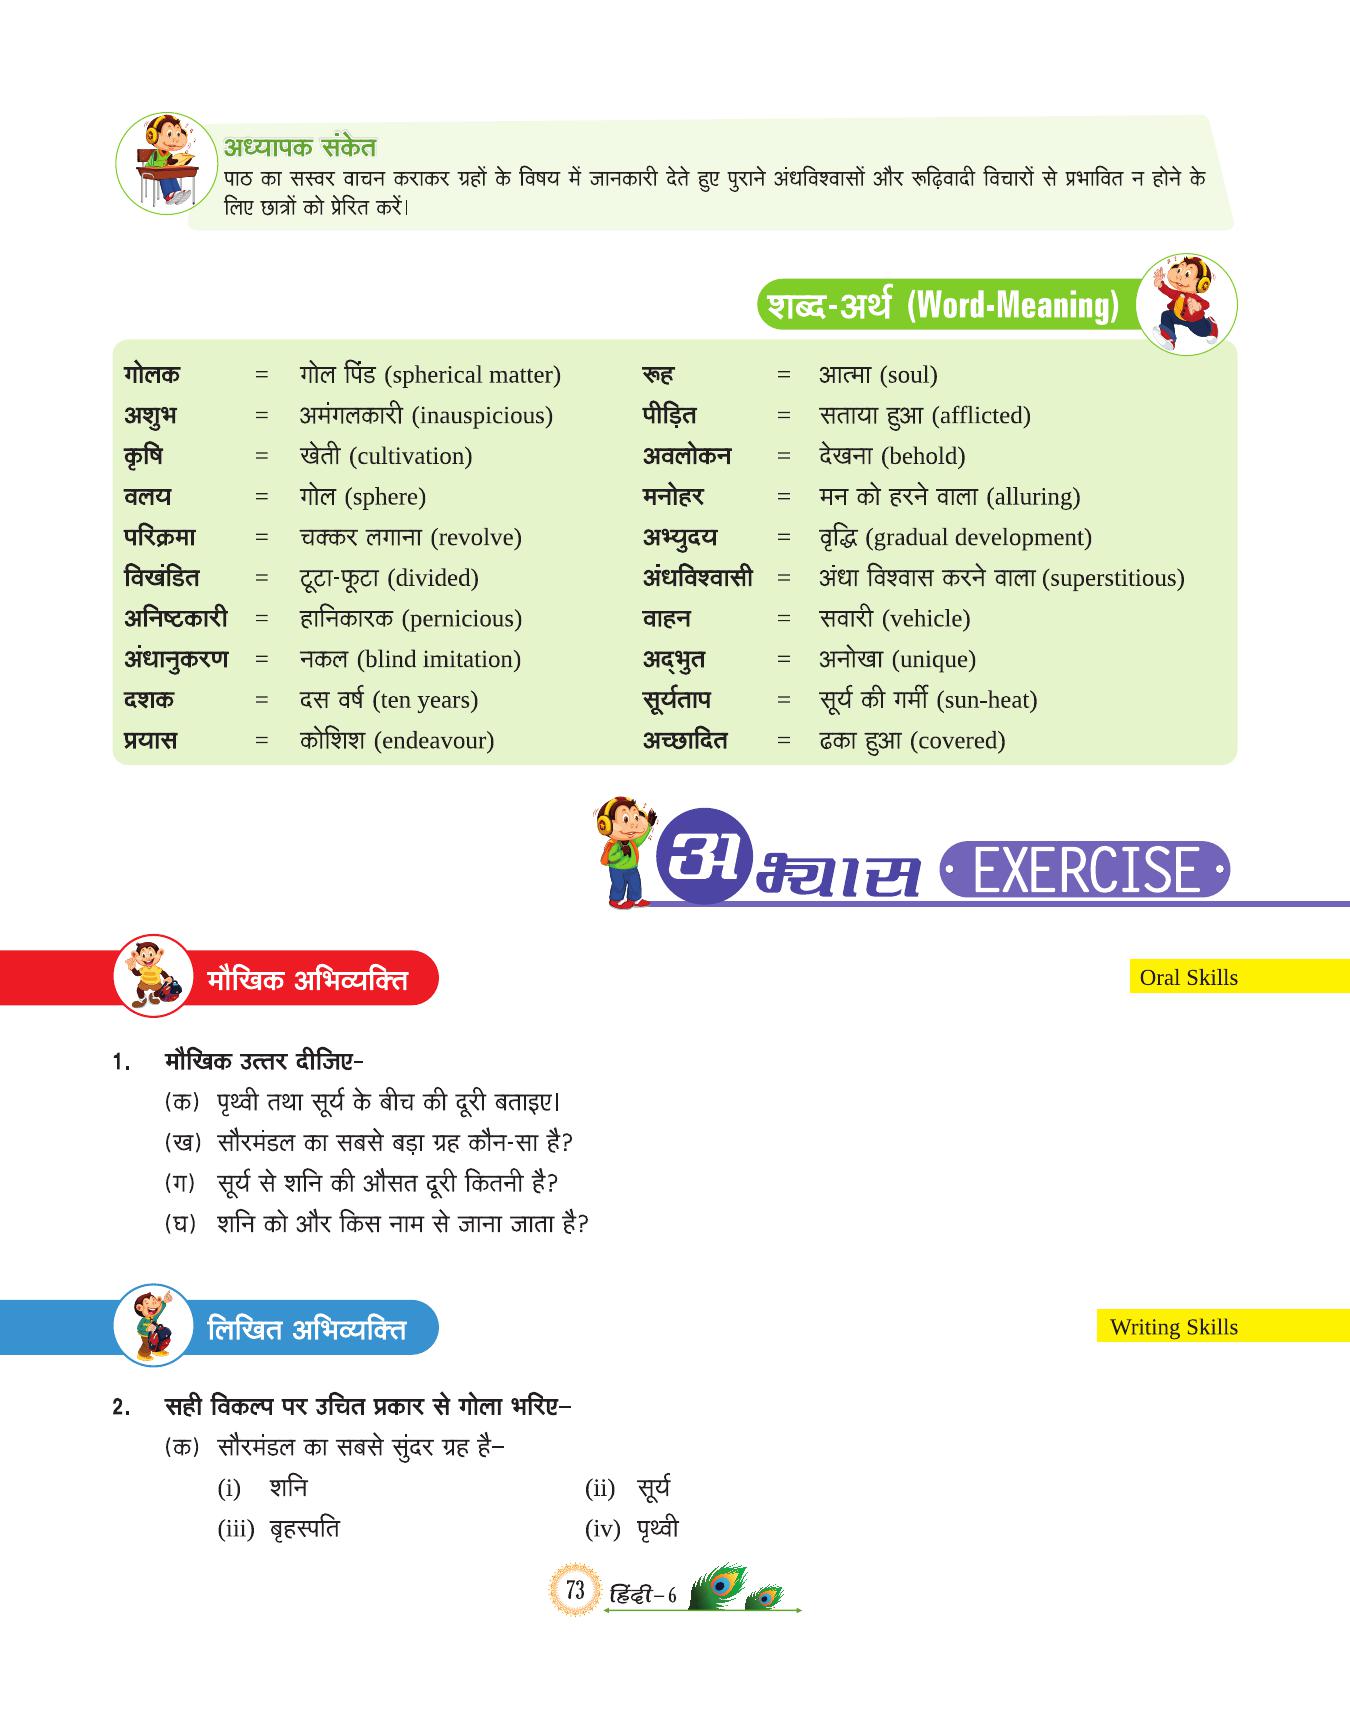 अध्यापक संकेत
पाठ का सस्वर वाचन कराकर ग्रहों के विषय में जानकारी देते हुए पुराने अंधविश्वासों और रूढ़िवादी विचारों से प्रभावित न होने के
लिए छात्रों को प्रेरित करें।
शब्द-अर्थ (Word-Meaning)
गोलक = गोल पिंड (spherical matter) रूह = आत्मा (soul)
अशुभ = अमंगलकारी (inauspicious) पीड़ित = सताया हुआ (afflicted)
कृषि = खेती (cultivation) अवलोकन = देखना (behold)
वलय = गोल (sphere) मनोहर = मन को हरने वाला (alluring)
परिक्रमा = चक्कर लगाना (revolve) अभ्युदय = वृद्धि (gradual development)
विखंडित = टूटा-फूटा (divided) अंधविश्वासी = अंधा विश्वास करने वाला (superstitious)
अनिष्टकारी = हानिकारक (pernicious) वाहन = सवारी (vehicle)
अंधानुकरण = नकल (blind imitation) अद्भुत = अनोखा (unique)
दशक = दस वर्ष (ten years) सूर्यताप = सूर्य की गर्मी (sun-heat)
प्रयास = कोशिश (endeavour) अच्छादित = ढका हुआ (covered)
अभ्यास EXERCISE
मौखिक अभिव्यक्ति Oral Skills
1. मौखिक उत्तर दीजिए–
(क) पृथ्वी तथा सूर्य के बीच की दूरी बताइए।
(ख) सौरमंडल का सबसे बड़ा ग्रह कौन-सा है?
(ग) सूर्य से शनि की औसत दूरी कितनी है?
(घ) शनि को और किस नाम से जाना जाता है?
लिखित अभिव्यक्ति Writing Skills
2. सही विकल्प पर उचित प्रकार से गोला भरिए–
(क) सौरमंडल का सबसे सुंदर ग्रह है–
(i) शनि (ii) सूर्य
(iii) बृहस्पति (iv) पृथ्वी
73 हिंदी–6